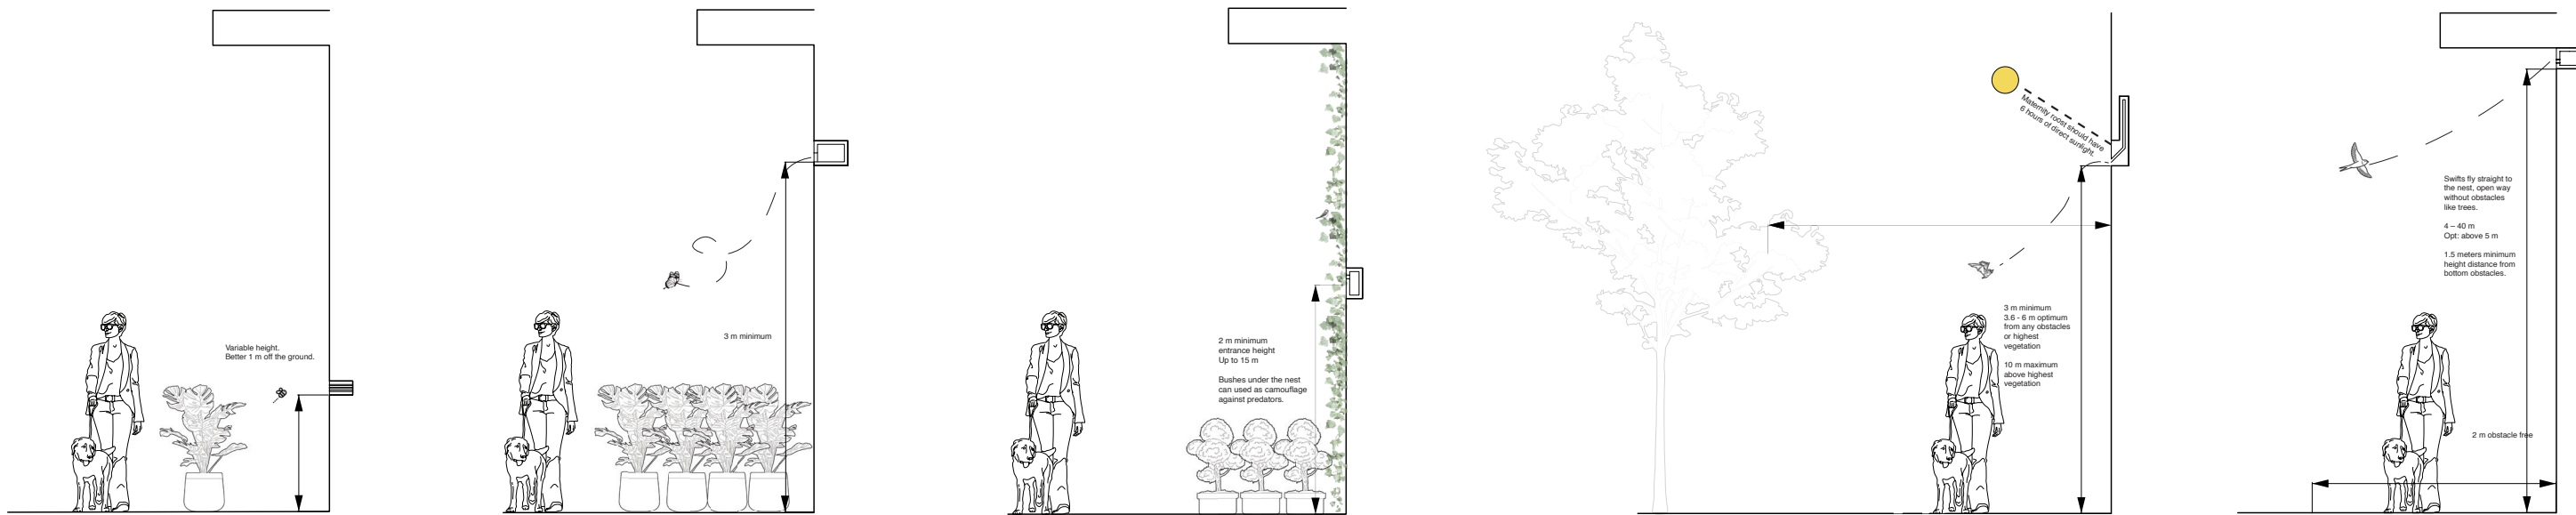 Variable height.
Better 1 m off the ground.
3 m minimum
2 m minimum
entrance height
Up to 15 m
Bushes under the nest
can used as camouflage
against predators.
Maternity roost should have
6 hours of direct sunlight.
3 m minimum
3.6 - 6 m optimum
from any obstacles
or highest
vegetation
10 m maximum
above highest
vegetation
Swifts fly straight to
the nest, open way
without obstacles
like trees.
4 – 40 m
Opt: above 5 m
1.5 meters minimum
height distance from
bottom obstacles.
2 m obstacle free